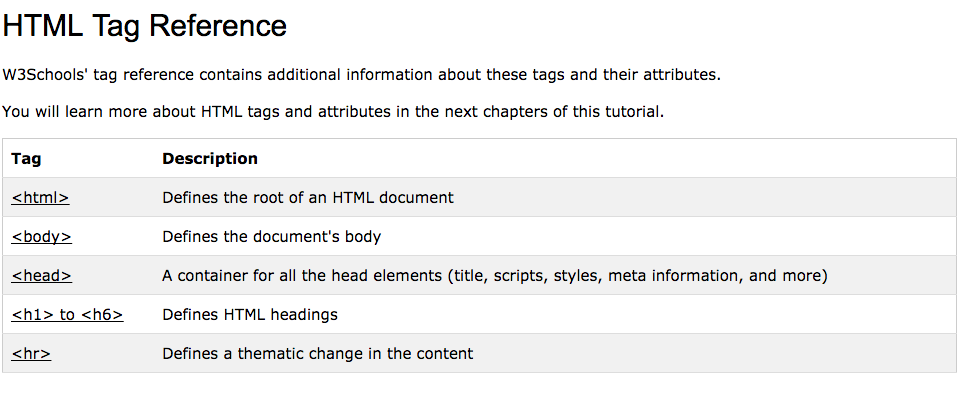 HTML Tag Reference
W3Schools' tag reference contains additional information about these tags and their attributes.
You will learn more about HTML tags and attributes in the next chapters of this tutorial.
Tag Description
<html> Defines the root of an HTML document
<body> Defines the document's body
<head> A container for all the head elements (title, scripts, styles, meta information, and more)
<h1> to <h6> Defines HTML headings
<hr> Defines a thematic change in the content